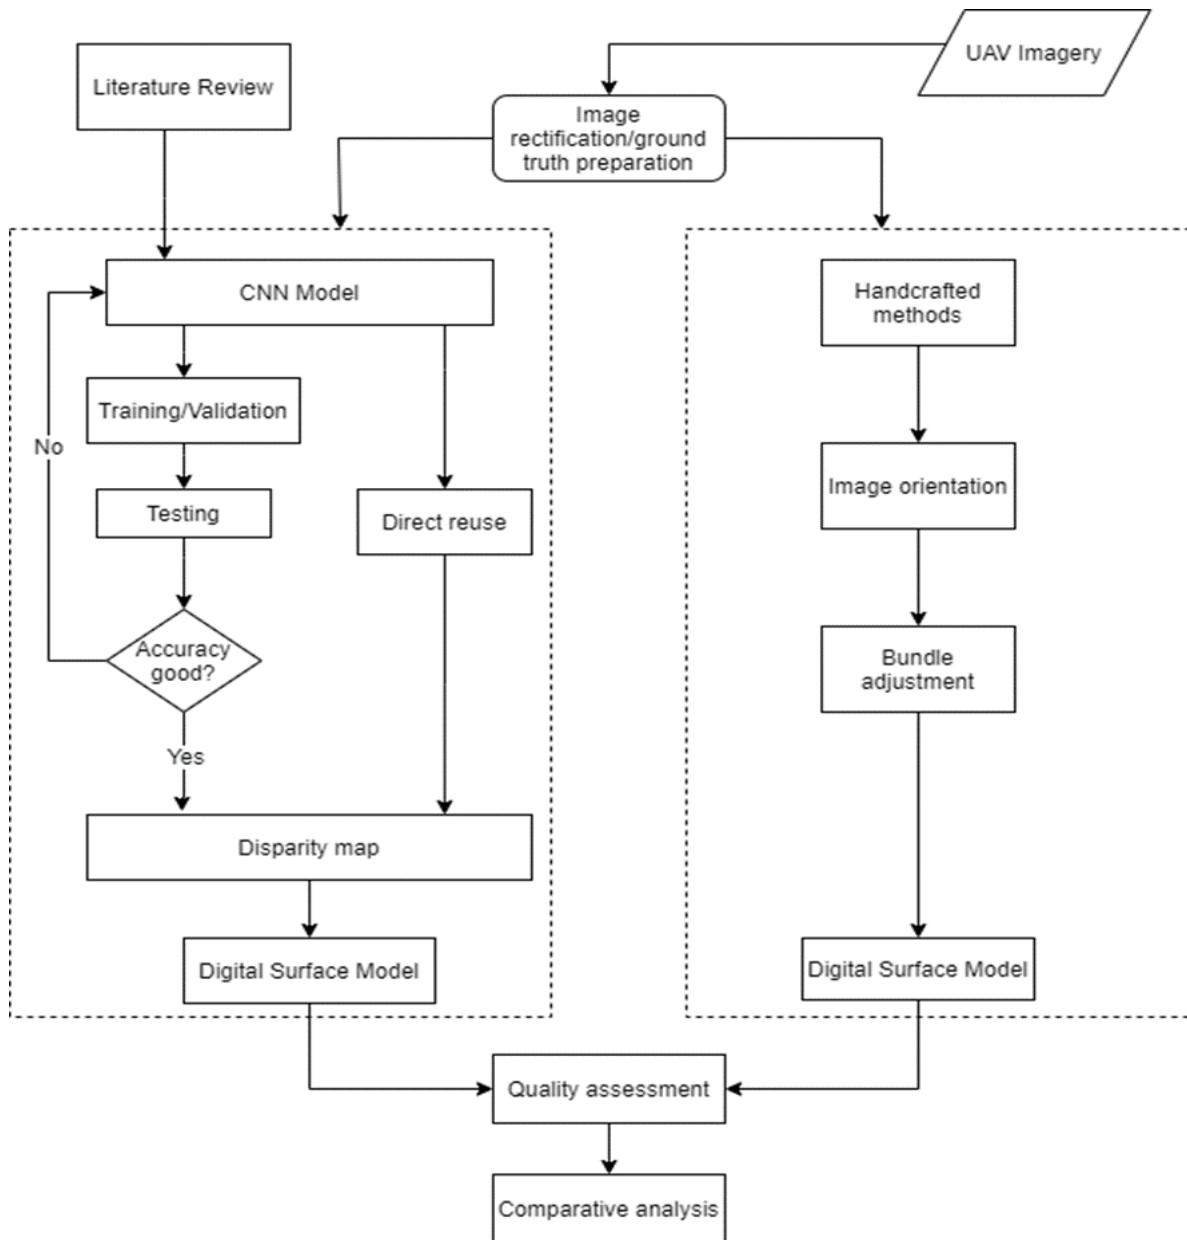 UAV Imagery
Literature Review
Image
rectification/ground
truth preparation
CNN Model
Handcrafted
methods
Training/Validation
No
Image orientation
Testing
Direct reuse
Accuracy
good?
Bundle
adjustment
Yes
Disparity map
Digital Surface Model
Digital Surface Model
Quality assessment
Comparative analysis